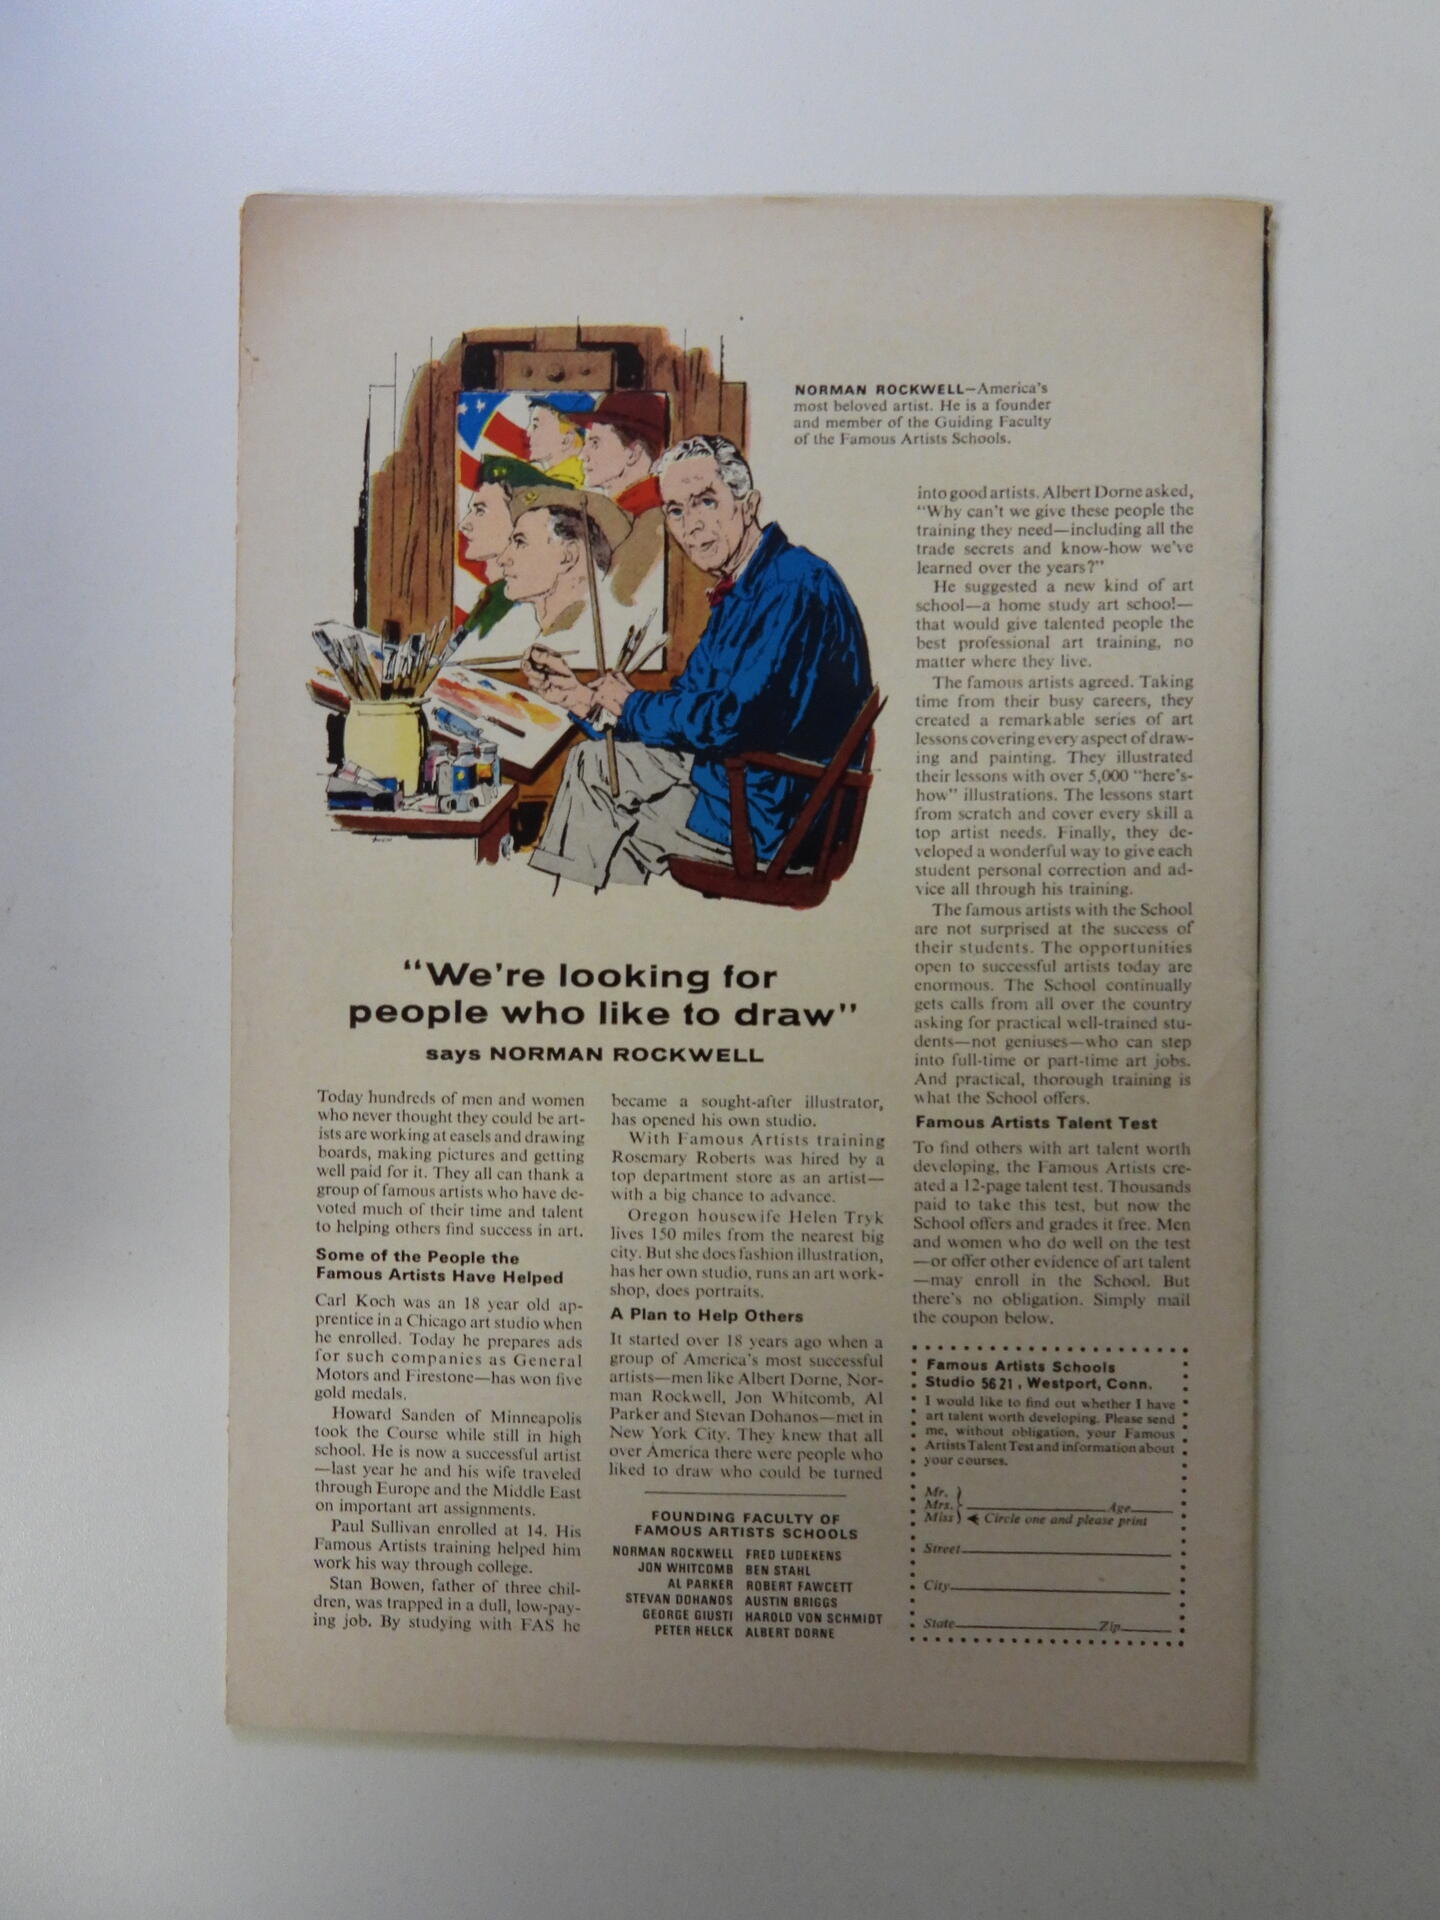 NORMAN ROCKWELL—America's
most beloved artist. He is a founder
and member of the Guiding Faculty
of the Famous Artists Schools.
"We're looking for
people who like to draw"
says NORMAN ROCKWELL
Today hundreds of men and women
who never thought they could be art-
ists are working at easels and drawing
boards, making pictures and getting
well paid for it. They all can thank a
group of famous artists who have de-
voted much of their time and talent
to helping others find success in art.
Some of the People the
Famous Artists Have Helped
Carl Koch was an 18 year old ap-
prentice in a Chicago art studio when
he enrolled. Today he prepares ads
for such companies as General
Motors and Firestone—has won five
gold medals.
Howard Sanden of Minneapolis
took the Course while still in high
school. He is now a successful artist
—last year he and his wife traveled
through Europe and the Middle East
on important art assignments.
Paul Sullivan enrolled at 14. His
Famous Artists training helped him
work his way through college.
Stan Bowen, father of three chil-
dren, was trapped in a dull, low-pay-
ing job. By studying with FAS he
became a sought-after illustrator,
has opened his own studio.
With Famous Artists training
Rosemary Roberts was hired by a
top department store as an artist—
with a big chance to advance.
Oregon housewife Helen Tryk
lives 150 miles from the nearest big
city. But she does fashion illustration,
has her own studio, runs an art work-
shop, does portraits.
A Plan to Help Others
It started over 18 years ago when a
group of America's most successful
artists—men like Albert Dorne, Nor-
man Rockwell, Jon Whitcomb, Al
Parker and Stevan Dohanos—met in
New York City. They knew that all
over America there were people who
liked to draw who could be turned
FOUNDING FACULTY OF
FAMOUS ARTISTS SCHOOLS
NORMAN ROCKWELL FRED LUDEKENS
JON WHITCOMB BEN STAHL
AL PARKER ROBERT FAWCETT
STEVAN DOHANOS AUSTIN BRIGGS
GEORGE GIUSTI HAROLD VON SCHMIDT
PETER HELCK ALBERT DORNE
into good artists. Albert Dorne asked,
"Why can't we give these people the
training they need—including all the
trade secrets and know-how we've
learned over the years?"
He suggested a new kind of art
school—a home study art school—
that would give talented people the
best professional art training, no
matter where they live.
The famous artists agreed. Taking
time from their busy careers, they
created a remarkable series of art
lessons covering every aspect of draw-
ing and painting. They illustrated
their lessons with over 5,000 "here's-
how" illustrations. The lessons start
from scratch and cover every skill a
top artist needs. Finally, they de-
veloped a wonderful way to give each
student personal correction and ad-
vice all through his training.
The famous artists with the School
are not surprised at the success of
their students. The opportunities
open to successful artists today are
enormous. The School continually
gets calls from all over the country
asking for practical well-trained stu-
dents—not geniuses—who can step
into full-time or part-time art jobs.
And practical, thorough training is
what the School offers.
Famous Artists Talent Test
To find others with art talent worth
developing, the Famous Artists cre-
ated a 12-page talent test. Thousands
paid to take this test, but now the
School offers and grades it free. Men
and women who do well on the test
—or offer other evidence of art talent
—may enroll in the School. But
there's no obligation. Simply mail
the coupon below.
Famous Artists Schools
Studio 5621, Westport, Conn.
I would like to find out whether I have
art talent worth developing. Please send
me, without obligation, your Famous
Artists Talent Test and information about
your courses.
Mr.
Mrs. Age
Miss Circle one and please print
Street
City
State Zip